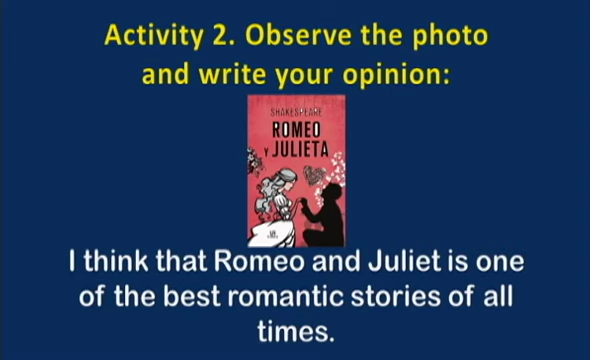 Activity 2. Observe the photo
and write your opinion:
SHAKESPEARE
ROMEO
Y JULIETA
I think that Romeo and Juliet is one
of the best romantic stories of all
times.